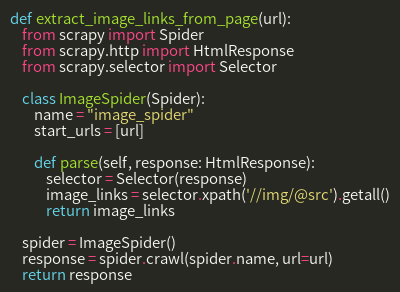 def extract_image_links_from_page(url):
from scrapy import Spider
from scrapy.http import HtmlResponse
from scrapy.selector import Selector
class ImageSpider(Spider):
name = "image_spider"
start_urls = [url]
def parse(self, response: HtmlResponse):
selector = Selector(response)
image_links = selector.xpath('//img/@src').getall()
return image_links
spider = ImageSpider()
response = spider.crawl(spider.name, url=url)
return response